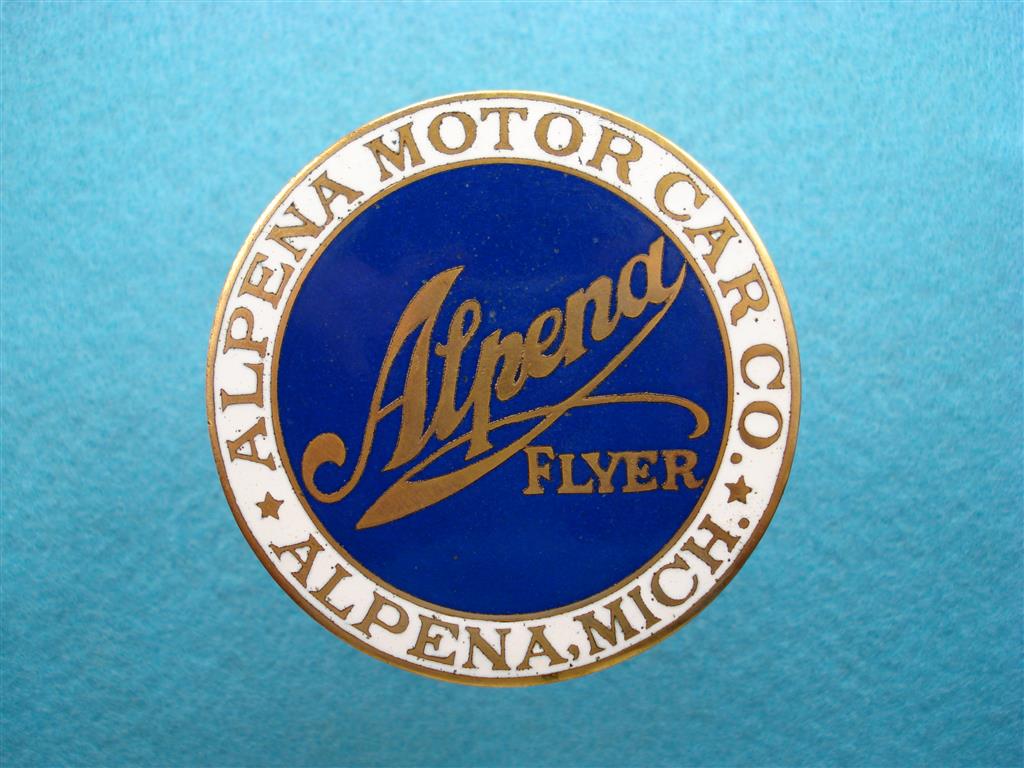 ALPENA MOTOR CAR CO.
Alpena
FLYER
★ ALPENA, MICH. ★